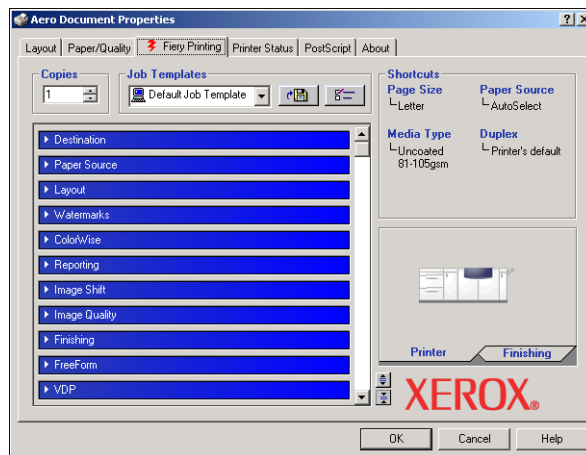 Aero Document Properties
Layout Paper/Quality Fiery Printing Printer Status PostScript About
Copies
1
Job Templates
Default Job Template
Shortcuts
Page Size
Letter
Paper Source
AutoSelect
Media Type
Uncoated
81-105gsm
Duplex
Printer's default
Destination
Paper Source
Layout
Watermarks
ColorWise
Reporting
Image Shift
Image Quality
Finishing
FreeForm
VDP
Printer Finishing
XEROX®
OK Cancel Help